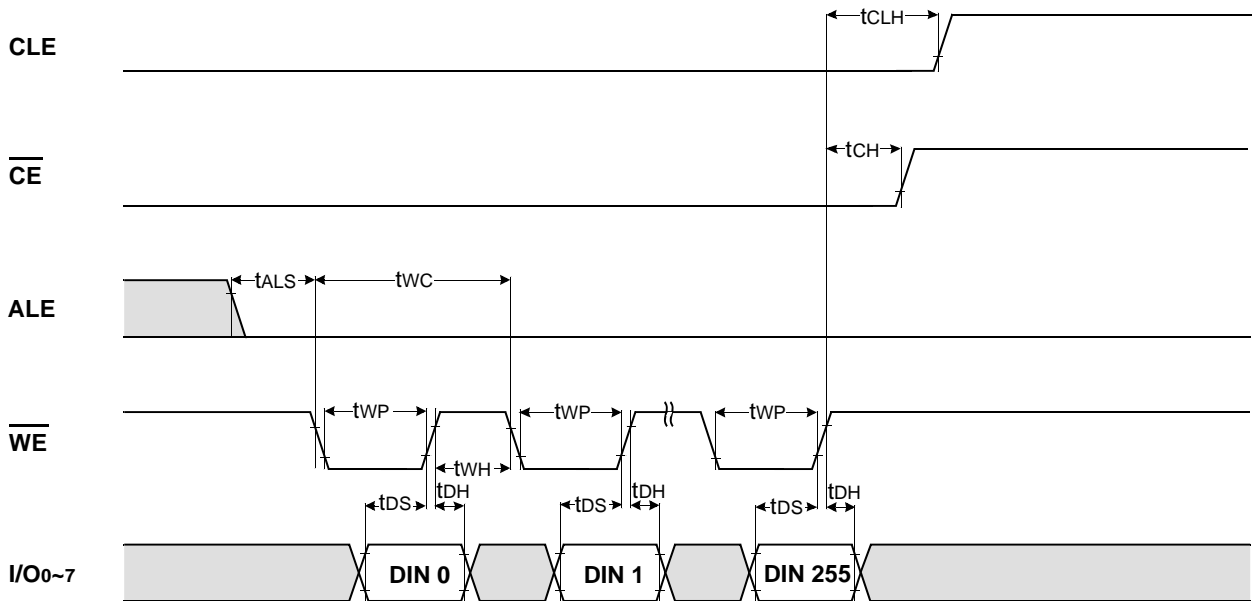 tCLH
CLE
tCH
CE
tALS tWC
ALE
tWP tWP tWP
WE
tWH
tDS tDH tDS tDH tDS tDH
I/O0~7 DIN 0 DIN 1 DIN 255